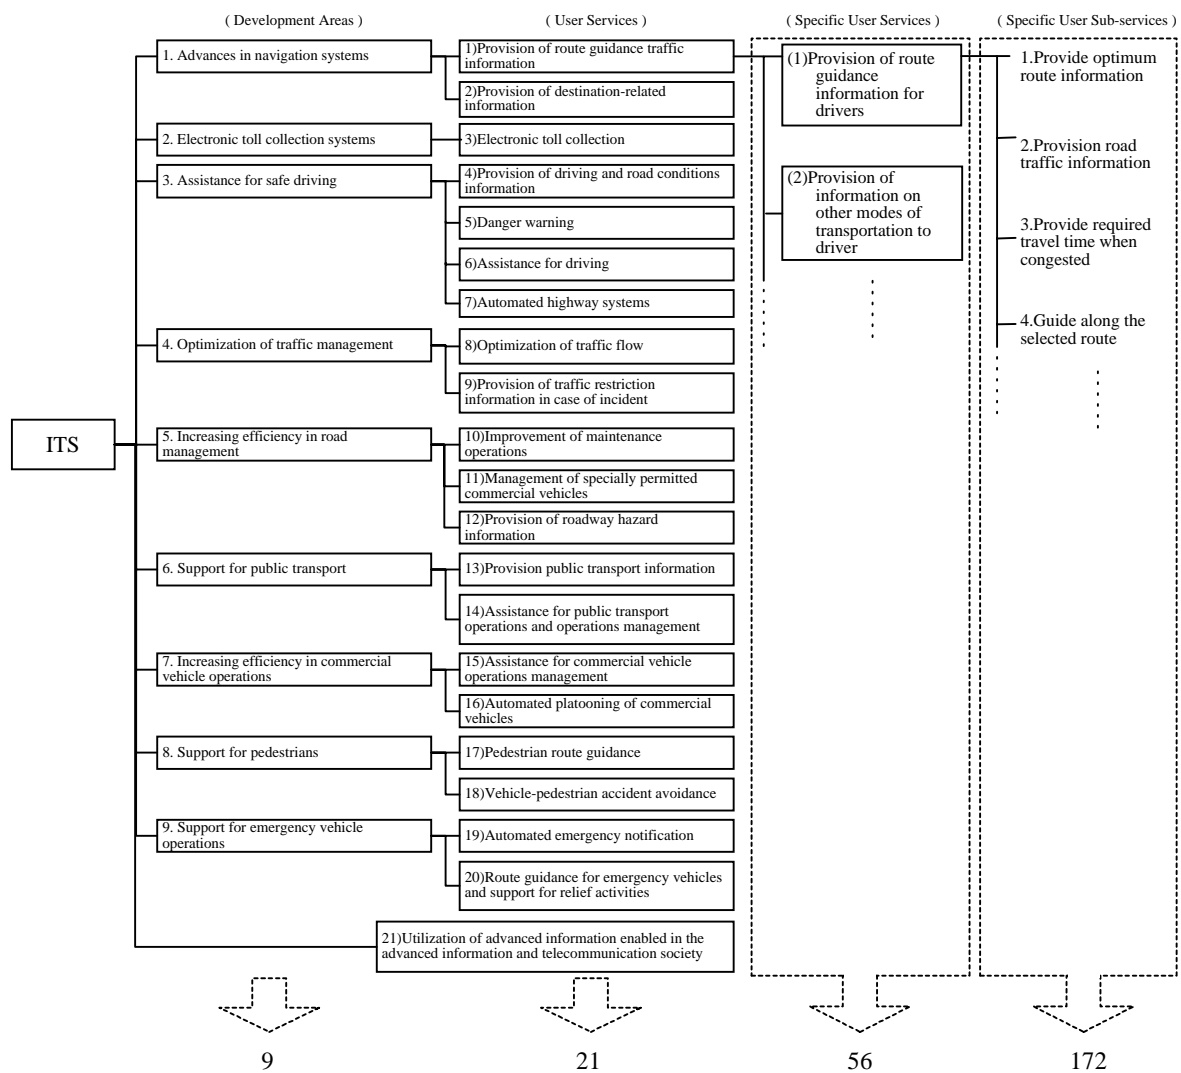 ( Development Areas )
( User Services )
( Specific User Services )
( Specific User Sub-services )
ITS
1. Advances in navigation systems
2. Electronic toll collection systems
3. Assistance for safe driving
4. Optimization of traffic management
5. Increasing efficiency in road
management
6. Support for public transport
7. Increasing efficiency in commercial
vehicle operations
8. Support for pedestrians
9. Support for emergency vehicle
operations
1)Provision of route guidance traffic
information
2)Provision of destination-related
information
3)Electronic toll collection
4)Provision of driving and road conditions
information
5)Danger warning
6)Assistance for driving
7)Automated highway systems
8)Optimization of traffic flow
9)Provision of traffic restriction
information in case of incident
10)Improvement of maintenance
operations
11)Management of specially permitted
commercial vehicles
12)Provision of roadway hazard
information
13)Provision public transport information
14)Assistance for public transport
operations and operations management
15)Assistance for commercial vehicle
operations management
16)Automated platooning of commercial
vehicles
17)Pedestrian route guidance
18)Vehicle-pedestrian accident avoidance
19)Automated emergency notification
20)Route guidance for emergency vehicles
and support for relief activities
21)Utilization of advanced information enabled in the
advanced information and telecommunication society
(1)Provision of route
guidance
information for
drivers
(2)Provision of
information on
other modes of
transportation to
driver
1.Provide optimum
route information
2.Provision road
traffic information
3.Provide required
travel time when
congested
4.Guide along the
selected route
9
21
56
172